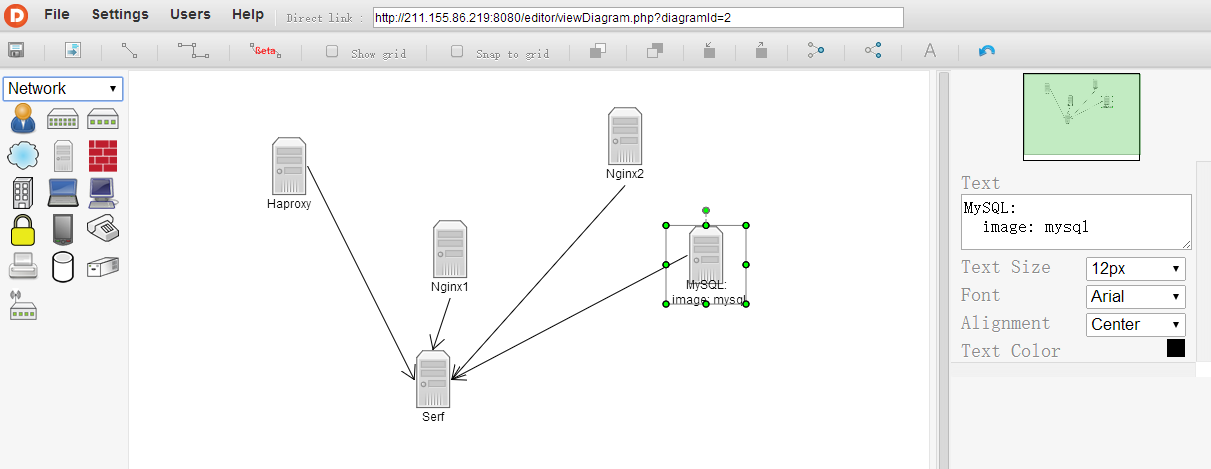 D File Settings Users Help Direct link : http://211.155.86.219:8080/editor/viewDiagram.php?diagramId=2
Beta Show grid Snap to grid A
Network
Haproxy
Nginx1
Nginx2
MySQL:
image: mysql
Serf
Text
MySQL:
image: mysql
Text Size 12px
Font Arial
Alignment Center
Text Color